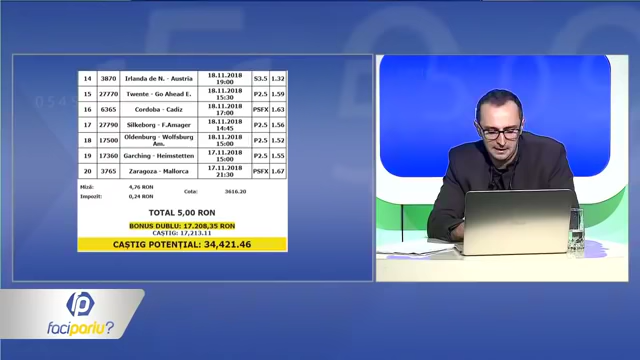 14 3870 Irlanda de N. - Austria 18.11.2018 19:00 S3.5 1.32
15 27770 Twente - Go Ahead E. 18.11.2018 15:30 P2.5 1.59
16 6365 Cordoba - Cadiz 18.11.2018 17:00 PSFX 1.63
17 27790 Silkeborg - F.Amager 18.11.2018 14:45 P2.5 1.56
18 17500 Oldenburg - Wolfsburg Am. 18.11.2018 15:00 P2.5 1.52
19 17360 Garching - Heimstetten 17.11.2018 15:00 P2.5 1.55
20 3765 Zaragoza - Mallorca 17.11.2018 21:30 PSFX 1.67
Miză: 4,76 RON Cota: 3616.20
Impozit: 0,24 RON
TOTAL 5,00 RON
BONUS DUBLU: 17.208,35 RON
CAȘTIG: 17,213.11
CAȘTIG POTENȚIAL: 34,421.46
faciparlu?